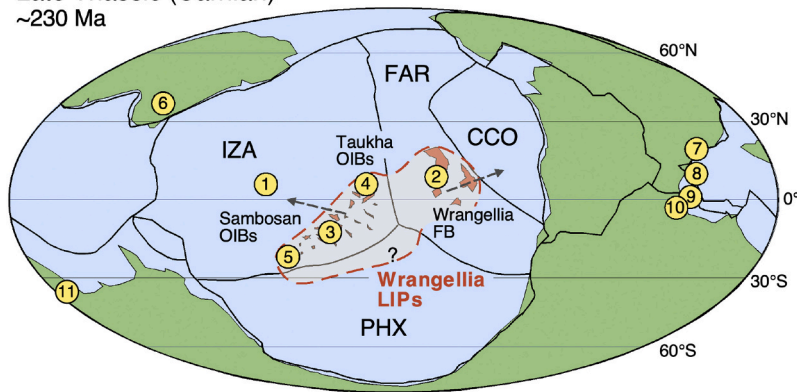 ~230 Ma
60°N
FAR
30°N
6
IZA
Taukha
OIBs
CCO
7
1
4
2
8
0°
Sambosan
OIBs
3
Wrangellia
FB
9
10
5
?
Wrangellia
LIPs
30°S
11
PHX
60°S